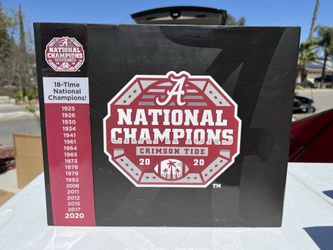 A
NATIONAL
CHAMPIONS
18-Time
National
Champions!
1925
1926
1930
1934
1941
1961
1964
1965
1973
1978
1979
1992
2009
2011
2012
2015
2017
2020
A
NATIONAL
CHAMPIONS
CRIMSON TIDE
20 20
TM